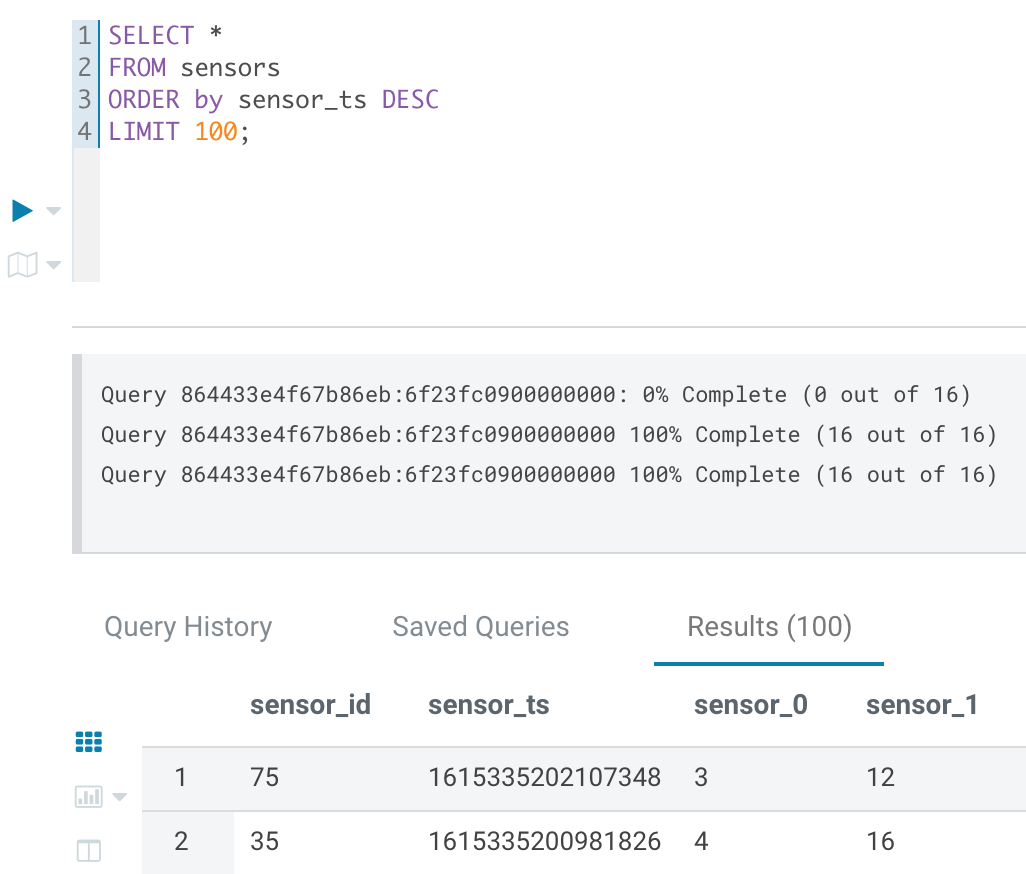 1 SELECT *
2 FROM sensors
3 ORDER by sensor_ts DESC
4 LIMIT 100;
Query 864433e4f67b86eb:6f23fc0900000000: 0% Complete (0 out of 16)
Query 864433e4f67b86eb:6f23fc0900000000 100% Complete (16 out of 16)
Query 864433e4f67b86eb:6f23fc0900000000 100% Complete (16 out of 16)
Query History Saved Queries Results (100)
sensor_id sensor_ts sensor_0 sensor_1
1 75 1615335202107348 3 12
2 35 1615335200981826 4 16